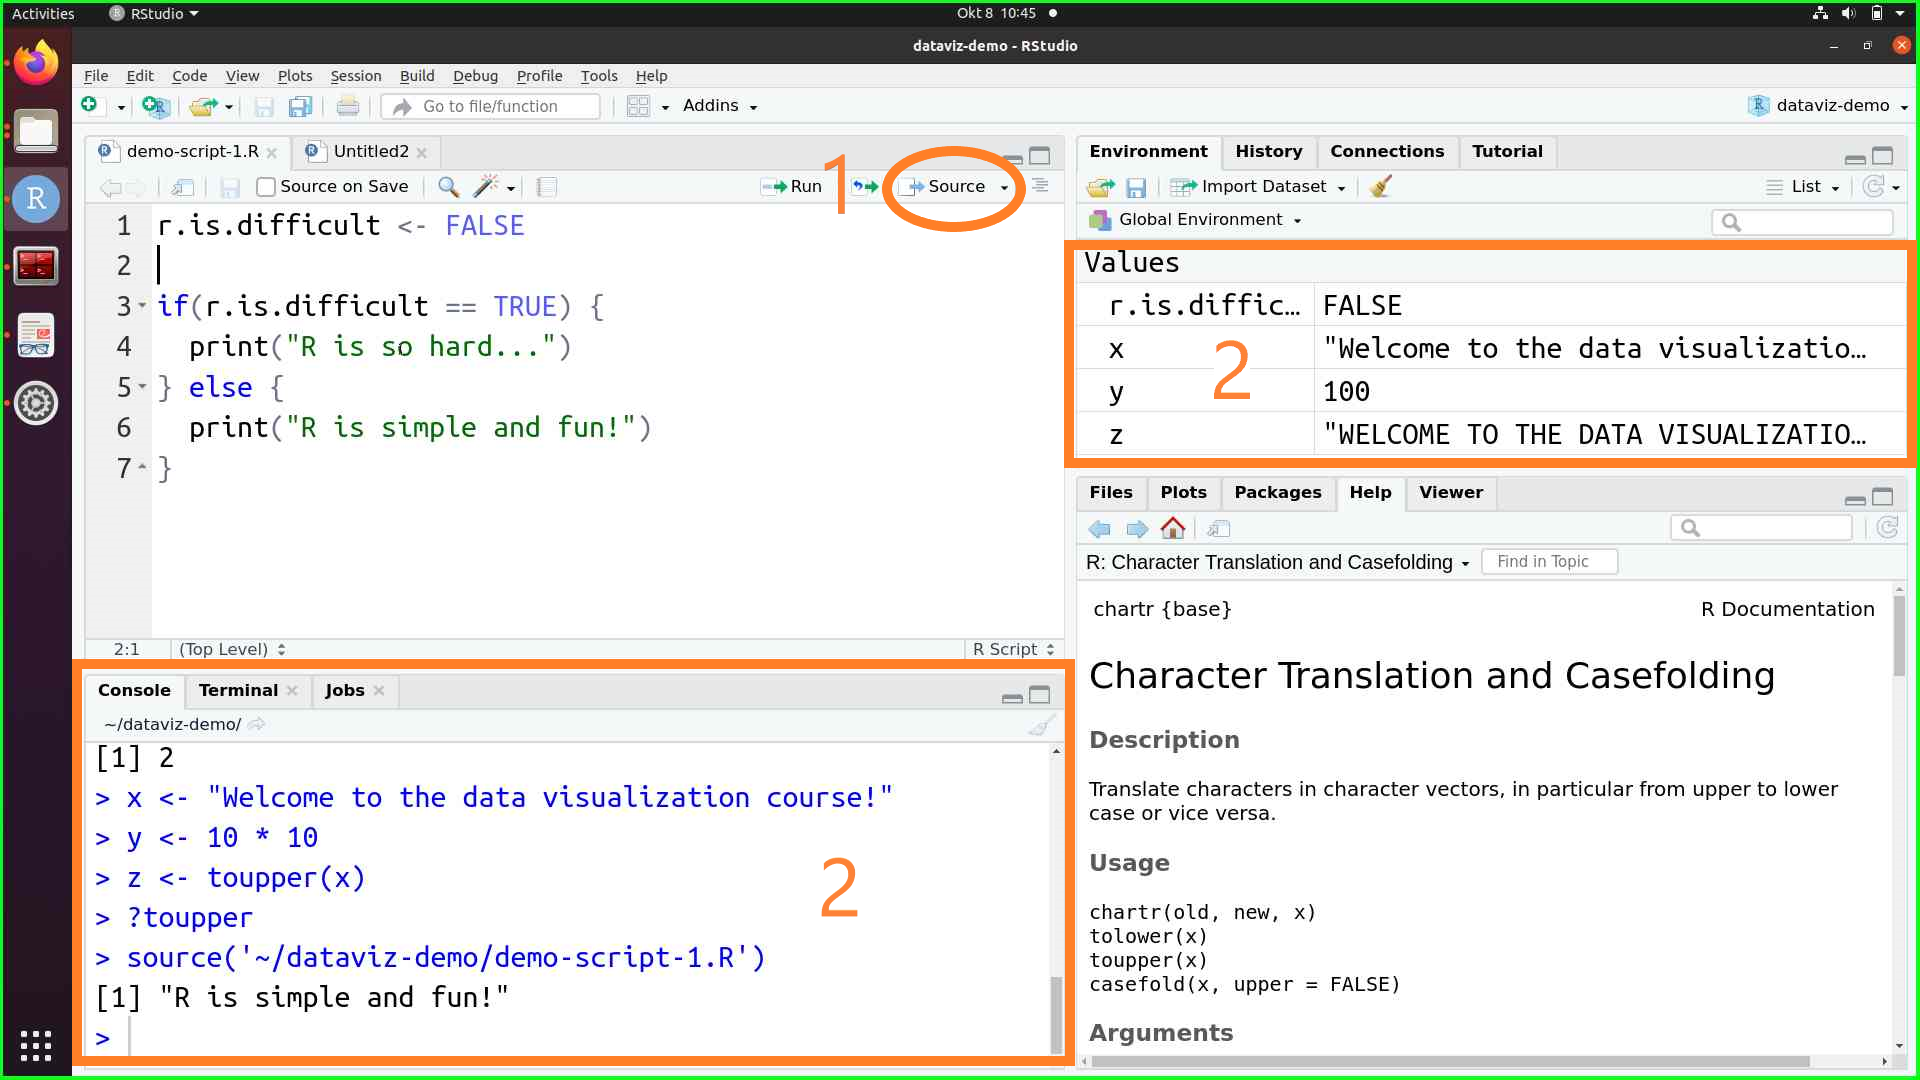 Activities
RStudio
Okt 8 10:45
dataviz-demo - RStudio
File Edit Code View Plots Session Build Debug Profile Tools Help
Go to file/function
Addins
dataviz-demo
demo-script-1.R
Untitled2
Source on Save
Run
Source
1
1 r.is.difficult <- FALSE
2
3 if(r.is.difficult == TRUE) {
4 print("R is so hard...")
5 } else {
6 print("R is simple and fun!")
7 }
2:1
(Top Level)
R Script
Console
Terminal
Jobs
~/dataviz-demo/
[1] 2
> x <- "Welcome to the data visualization course!"
> y <- 10 * 10
> z <- toupper(x)
> ?toupper
> source('~/dataviz-demo/demo-script-1.R')
[1] "R is simple and fun!"
>
2
Environment
History
Connections
Tutorial
Import Dataset
List
Global Environment
Values
r.is.diffic… FALSE
x "Welcome to the data visualizatio…
y 100
z "WELCOME TO THE DATA VISUALIZATIO…
2
Files
Plots
Packages
Help
Viewer
R: Character Translation and Casefolding
Find in Topic
chartr {base}
R Documentation
Character Translation and Casefolding
Description
Translate characters in character vectors, in particular from upper to lower
case or vice versa.
Usage
chartr(old, new, x)
tolower(x)
toupper(x)
casefold(x, upper = FALSE)
Arguments